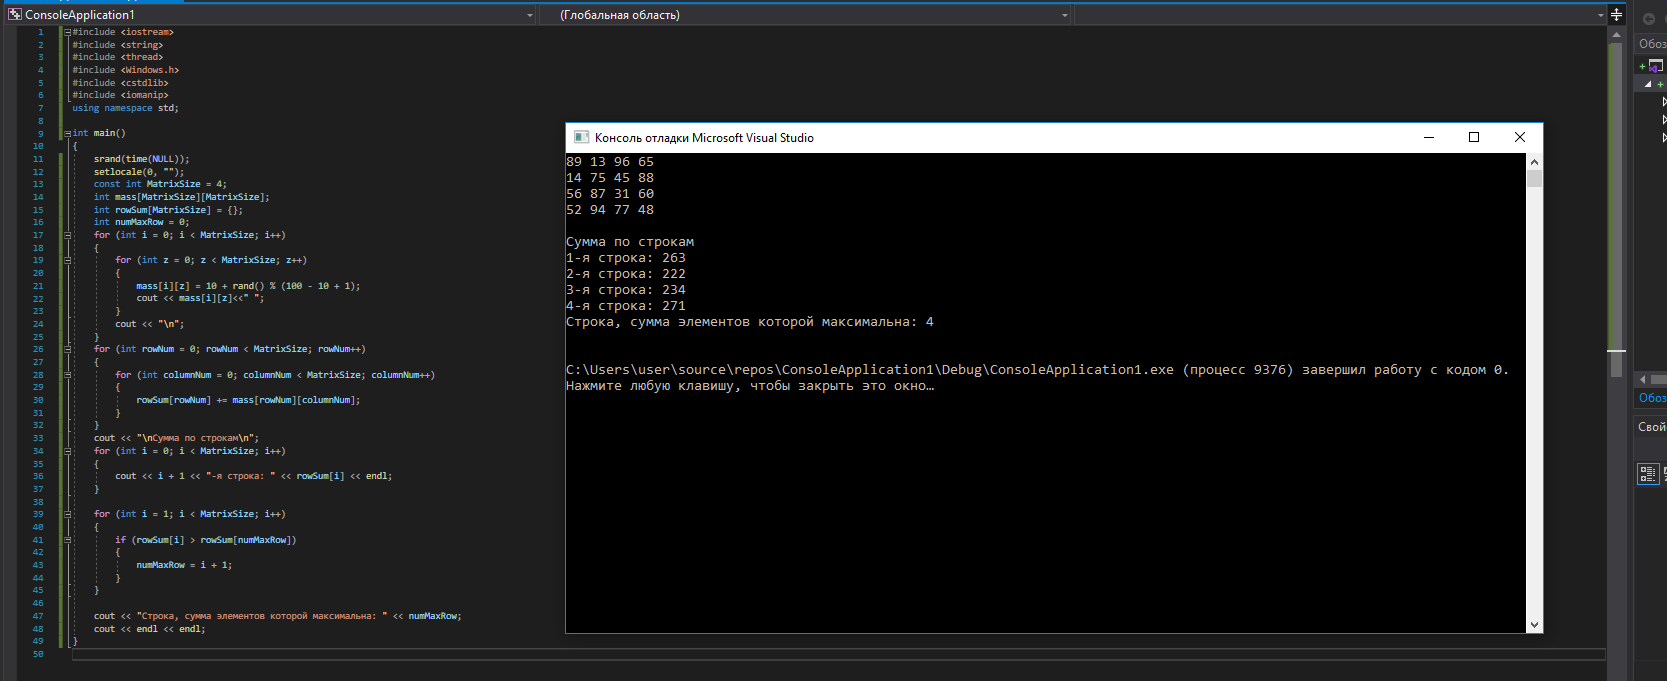 ConsoleApplication1
(Глобальная область)
1 #include <iostream>
2 #include <string>
3 #include <thread>
4 #include <Windows.h>
5 #include <cstdlib>
6 #include <iomanip>
7 using namespace std;
8
9 int main()
10 {
11 srand(time(NULL));
12 setlocale(0, "");
13 const int MatrixSize = 4;
14 int mass[MatrixSize][MatrixSize];
15 int rowSum[MatrixSize] = {};
16 int numMaxRow = 0;
17 for (int i = 0; i < MatrixSize; i++)
18 {
19 for (int z = 0; z < MatrixSize; z++)
20 {
21 mass[i][z] = 10 + rand() % (100 - 10 + 1);
22 cout << mass[i][z]<<" ";
23 }
24 cout << "\n";
25 }
26 for (int rowNum = 0; rowNum < MatrixSize; rowNum++)
27 {
28 for (int columnNum = 0; columnNum < MatrixSize; columnNum++)
29 {
30 rowSum[rowNum] += mass[rowNum][columnNum];
31 }
32 }
33 cout << "\nСумма по строкам\n";
34 for (int i = 0; i < MatrixSize; i++)
35 {
36 cout << i + 1 << "-я строка: " << rowSum[i] << endl;
37 }
38
39 for (int i = 1; i < MatrixSize; i++)
40 {
41 if (rowSum[i] > rowSum[numMaxRow])
42 {
43 numMaxRow = i + 1;
44 }
45 }
46
47 cout << "Строка, сумма элементов которой максимальна: " << numMaxRow;
48 cout << endl << endl;
49 }
50
Консоль отладки Microsoft Visual Studio
89 13 96 65
14 75 45 88
56 87 31 60
52 94 77 48
Сумма по строкам
1-я строка: 263
2-я строка: 222
3-я строка: 234
4-я строка: 271
Строка, сумма элементов которой максимальна: 4
C:\Users\user\source\repos\ConsoleApplication1\Debug\ConsoleApplication1.exe (процесс 9376) завершил работу с кодом 0.
Нажмите любую клавишу, чтобы закрыть это окно…
Обоз
Обоз
Свой